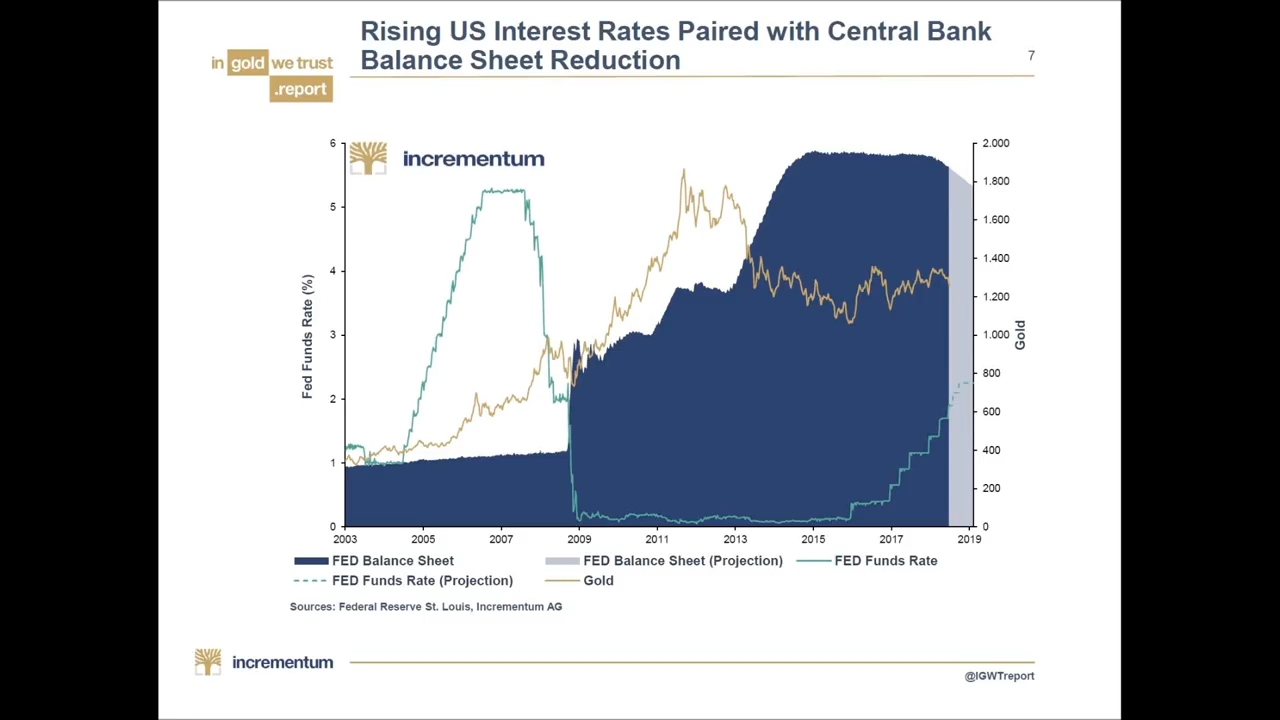 Rising US Interest Rates Paired with Central Bank
Balance Sheet Reduction
7
in gold we trust
.report
incrementum
6
5
4
3
2
1
0
Fed Funds Rate (%)
2.000
1.800
1.600
1.400
1.200
1.000
800
600
400
200
0
Gold
2003 2005 2007 2009 2011 2013 2015 2017 2019
FED Balance Sheet FED Balance Sheet (Projection) FED Funds Rate
FED Funds Rate (Projection) Gold
Sources: Federal Reserve St. Louis, Incrementum AG
incrementum
@IGWTreport